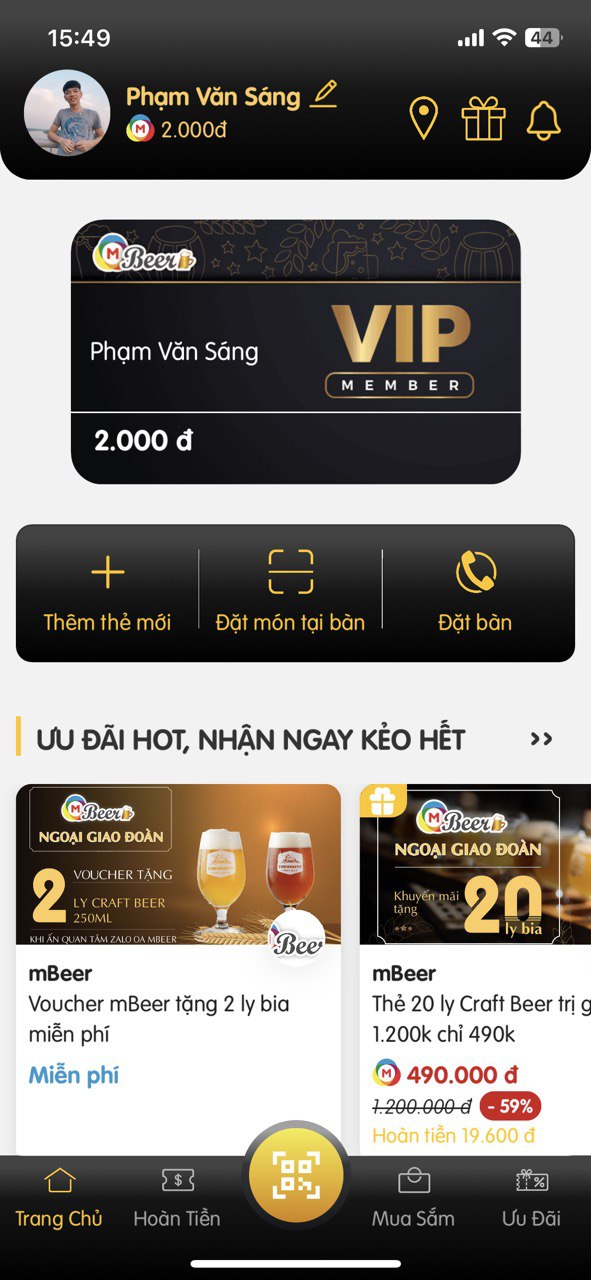 15:49
44
Phạm Văn Sáng
M 2.000đ
M Beer
Phạm Văn Sáng
VIP
MEMBER
2.000 đ
Thêm thẻ mới
Đặt món tại bàn
Đặt bàn
ƯU ĐÃI HOT, NHẬN NGAY KẺO HẾT
M Beer
NGOẠI GIAO ĐOÀN
2 VOUCHER TẶNG
LY CRAFT BEER
250ML
KHI ẤN QUAN TÂM ZALO OA MBEER
Beer
mBeer
Voucher mBeer tặng 2 ly bia
miễn phí
Miễn phí
M Beer
NGOẠI GIAO ĐOÀN
Khuyến mãi
tặng
20
ly bia
mBeer
Thẻ 20 ly Craft Beer trị g
1.200k chỉ 490k
M 490.000 đ
1.200.000 đ - 59%
Hoàn tiền 19.600 đ
Trang Chủ
Hoàn Tiền
Mua Sắm
Ưu Đãi